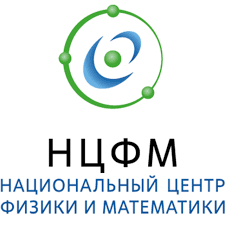 НЦФМ
НАЦИОНАЛЬНЫЙ ЦЕНТР
ФИЗИКИ И МАТЕМАТИКИ